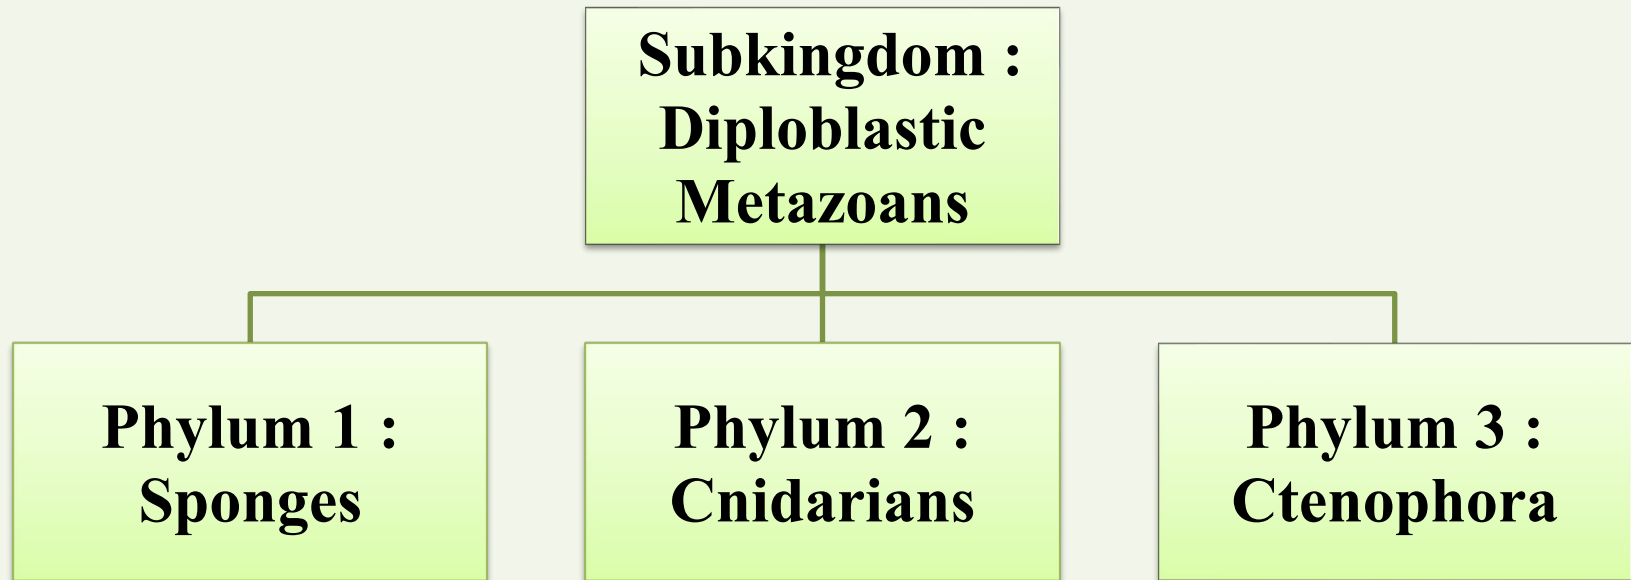 Subkingdom :
Diploblastic
Metazoans
Phylum 1 :
Sponges
Phylum 2 :
Cnidarians
Phylum 3 :
Ctenophora